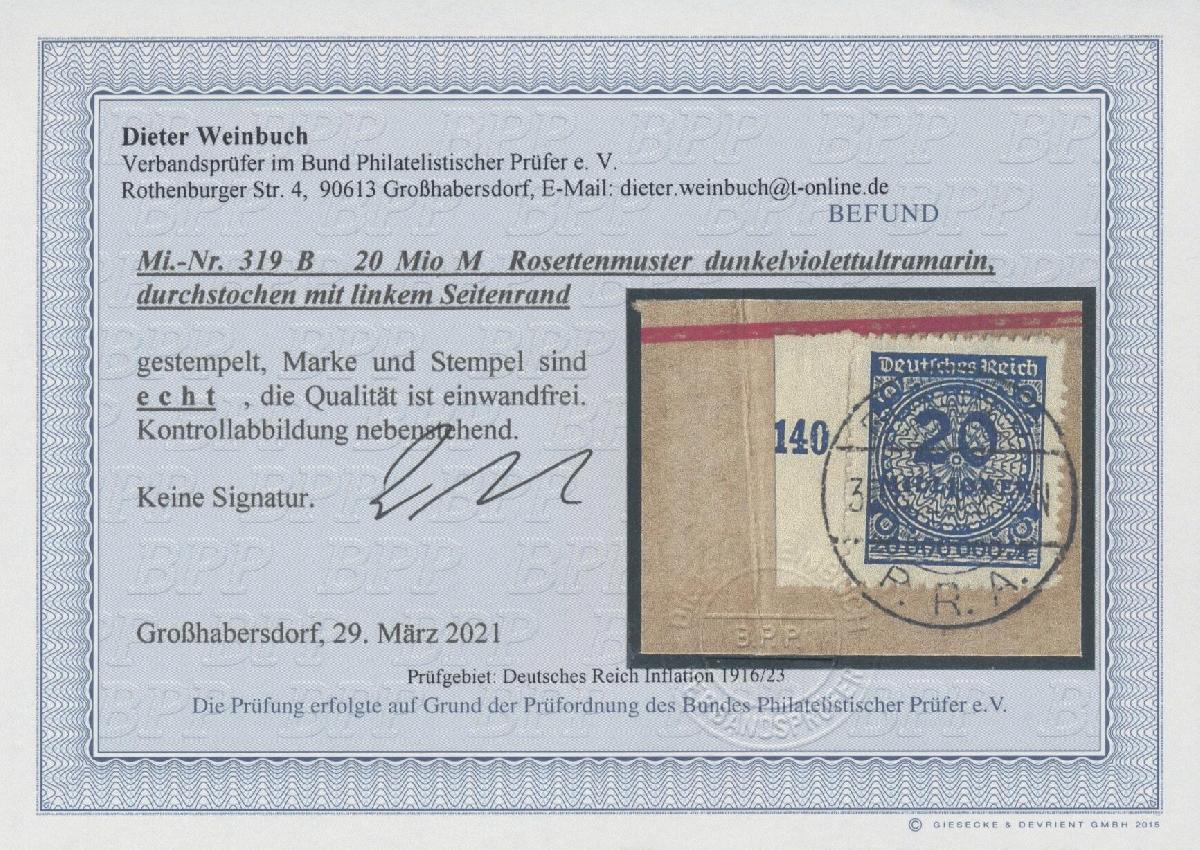 Dieter Weinbuch
Verbandsprüfer im Bund Philatelistischer Prüfer e. V.
Rothenburger Str. 4, 90613 Großhabersdorf, E-Mail: dieter.weinbuch@t-online.de
BEFUND
Mi.-Nr. 319 B 20 Mio M Rosettenmuster dunkelviolettultramarin,
durchstochen mit linkem Seitenrand
gestempelt, Marke und Stempel sind
echt, die Qualität ist einwandfrei.
Kontrollabbildung nebenstehend.
Keine Signatur.
Großhabersdorf, 29. März 2021
Deutsches Reich
20
MILLIONEN
140
P. R. A.
B.P.P.
VERBANDSPRÜFER
Prüfgebiet: Deutsches Reich Inflation 1916/23
Die Prüfung erfolgte auf Grund der Prüfordnung des Bundes Philatelistischer Prüfer e.V.
© GIESECKE & DEVRIENT GMBH 2015